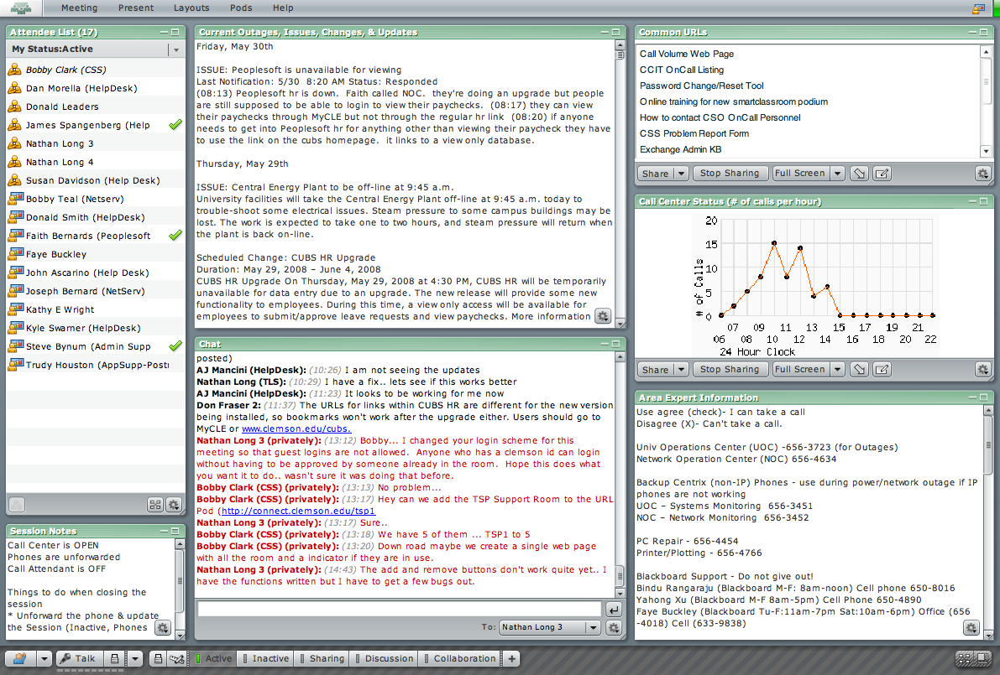 Meeting Present Layouts Pods Help
Attendee List (17)
My Status:Active
Bobby Clark (CSS)
Dan Morella (HelpDesk)
Donald Leaders
James Spangenberg (Help
Nathan Long 3
Nathan Long 4
Susan Davidson (Help Desk)
Bobby Teal (Netserv)
Donald Smith (HelpDesk)
Faith Bernards (Peoplesoft
Faye Buckley
John Ascarino (Help Desk)
Joseph Bernard (NetServ)
Kathy E Wright
Kyle Swarner (HelpDesk)
Steve Bynum (Admin Supp
Trudy Houston (AppSupp-Postr
Session Notes
Call Center is OPEN
Phones are unforwarded
Call Attendant is OFF
Things to do when closing the
session
* Unforward the phone & update
the Session (Inactive, Phones
Current Outages, Issues, Changes, & Updates
Friday, May 30th
ISSUE: Peoplesoft is unavailable for viewing
Last Notification: 5/30 8:20 AM Status: Responded
(08:13) Peoplesoft hr is down. Faith called NOC. they're doing an upgrade but people
are still supposed to be able to login to view their paychecks. (08:17) they can view
their paychecks through MyCLE but not through the regular hr link (08:20) if anyone
needs to get into Peoplesoft hr for anything other than viewing their paycheck they have
to use the link on the cubs homepage. it links to a view only database.
Thursday, May 29th
ISSUE: Central Energy Plant to be off-line at 9:45 a.m.
University facilities will take the Central Energy Plant off-line at 9:45 a.m. today to
trouble-shoot some electrical issues. Steam pressure to some campus buildings may be
lost. The work is expected to take one to two hours, and steam pressure will return when
the plant is back on-line.
Scheduled Change: CUBS HR Upgrade
Duration: May 29, 2008 – June 4, 2008
CUBS HR Upgrade On Thursday, May 29, 2008 at 4:30 PM, CUBS HR will be temporarily
unavailable for data entry due to an upgrade. The new release will provide some new
functionality to employees. During this time, a view only access will be available for
employees to submit/approve leave requests and view paychecks. More information
Chat
posted)
AJ Mancini (HelpDesk): (10:26) I am not seeing the updates
Nathan Long (TLS): (10:29) I have a fix.. lets see if this works better
AJ Mancini (HelpDesk): (11:23) It looks to be working for me now
Don Fraser 2: (11:37) The URLs for links within CUBS HR are different for the new version
being installed, so bookmarks won't work after the upgrade either. Users should go to
MyCLE or www.clemson.edu/cubs.
Nathan Long 3 (privately): (13:12) Bobby... I changed your login scheme for this
meeting so that guest logins are not allowed. Anyone who has a clemson id can login
without having to be approved by someone already in the room. Hope this does what
you want it to do.. wasn't sure it was doing that before.
Bobby Clark (CSS) (privately): (13:13) No problem...
Bobby Clark (CSS) (privately): (13:17) Hey can we add the TSP Support Room to the URL
Pod (http://connect.clemson.edu/tsp1
Nathan Long 3 (privately): (13:17) Sure..
Bobby Clark (CSS) (privately): (13:18) We have 5 of them ... TSP1 to 5
Bobby Clark (CSS) (privately): (13:20) Down road maybe we create a single web page
with all the room and a indicator if they are in use.
Nathan Long 3 (privately): (14:43) The add and remove buttons don't work quite yet.. I
have the functions written but I have to get a few bugs out.
To: Nathan Long 3
Common URLs
Call Volume Web Page
CCIT OnCall Listing
Password Change/Reset Tool
Online training for new smartclassroom podium
How to contact CSO OnCall Personnel
CSS Problem Report Form
Exchange Admin KB
Share Stop Sharing Full Screen
Call Center Status (# of calls per hour)
20
15
10
5
0
# of Calls
07 09 11 13 15 17 19 21
06 08 10 12 14 16 18 20 22
24 Hour Clock
Share Stop Sharing Full Screen
Area Expert Information
Use agree (check)- I can take a call
Disagree (X)- Can't take a call.
Univ Operations Center (UOC) -656-3723 (for Outages)
Network Operation Center (NOC) 656-4634
Backup Centrix (non-IP) Phones - use during power/network outage if IP
phones are not working
UOC – Systems Monitoring 656-3451
NOC – Network Monitoring 656-3452
PC Repair - 656-4454
Printer/Plotting - 656-4766
Blackboard Support - Do not give out!
Bindu Rangaraju (Blackboard M-F: 8am-noon) Cell phone 650-8016
Yahong Xu (Blackboard M-F 8am-5pm) Cell Phone 650-4890
Faye Buckley (Blackboard Tu-F:11am-7pm Sat:10am-6pm) Office (656
-4018) Cell (633-9838)
Talk Active Inactive Sharing Discussion Collaboration +